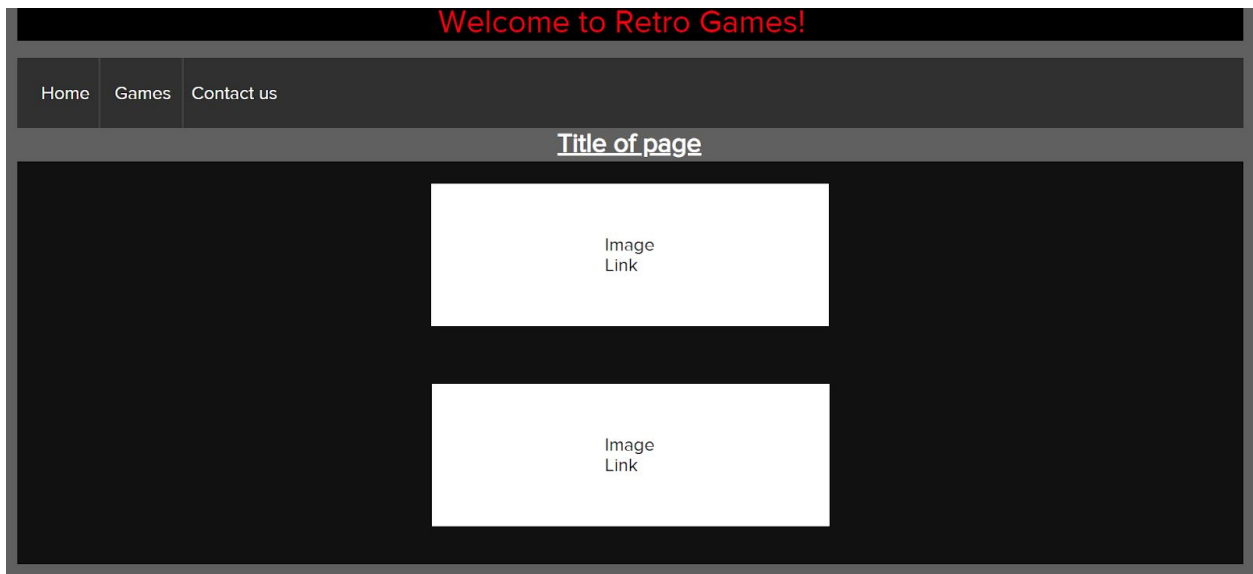 Welcome to Retro Games!
Home Games Contact us
Title of page
Image
Link
Image
Link